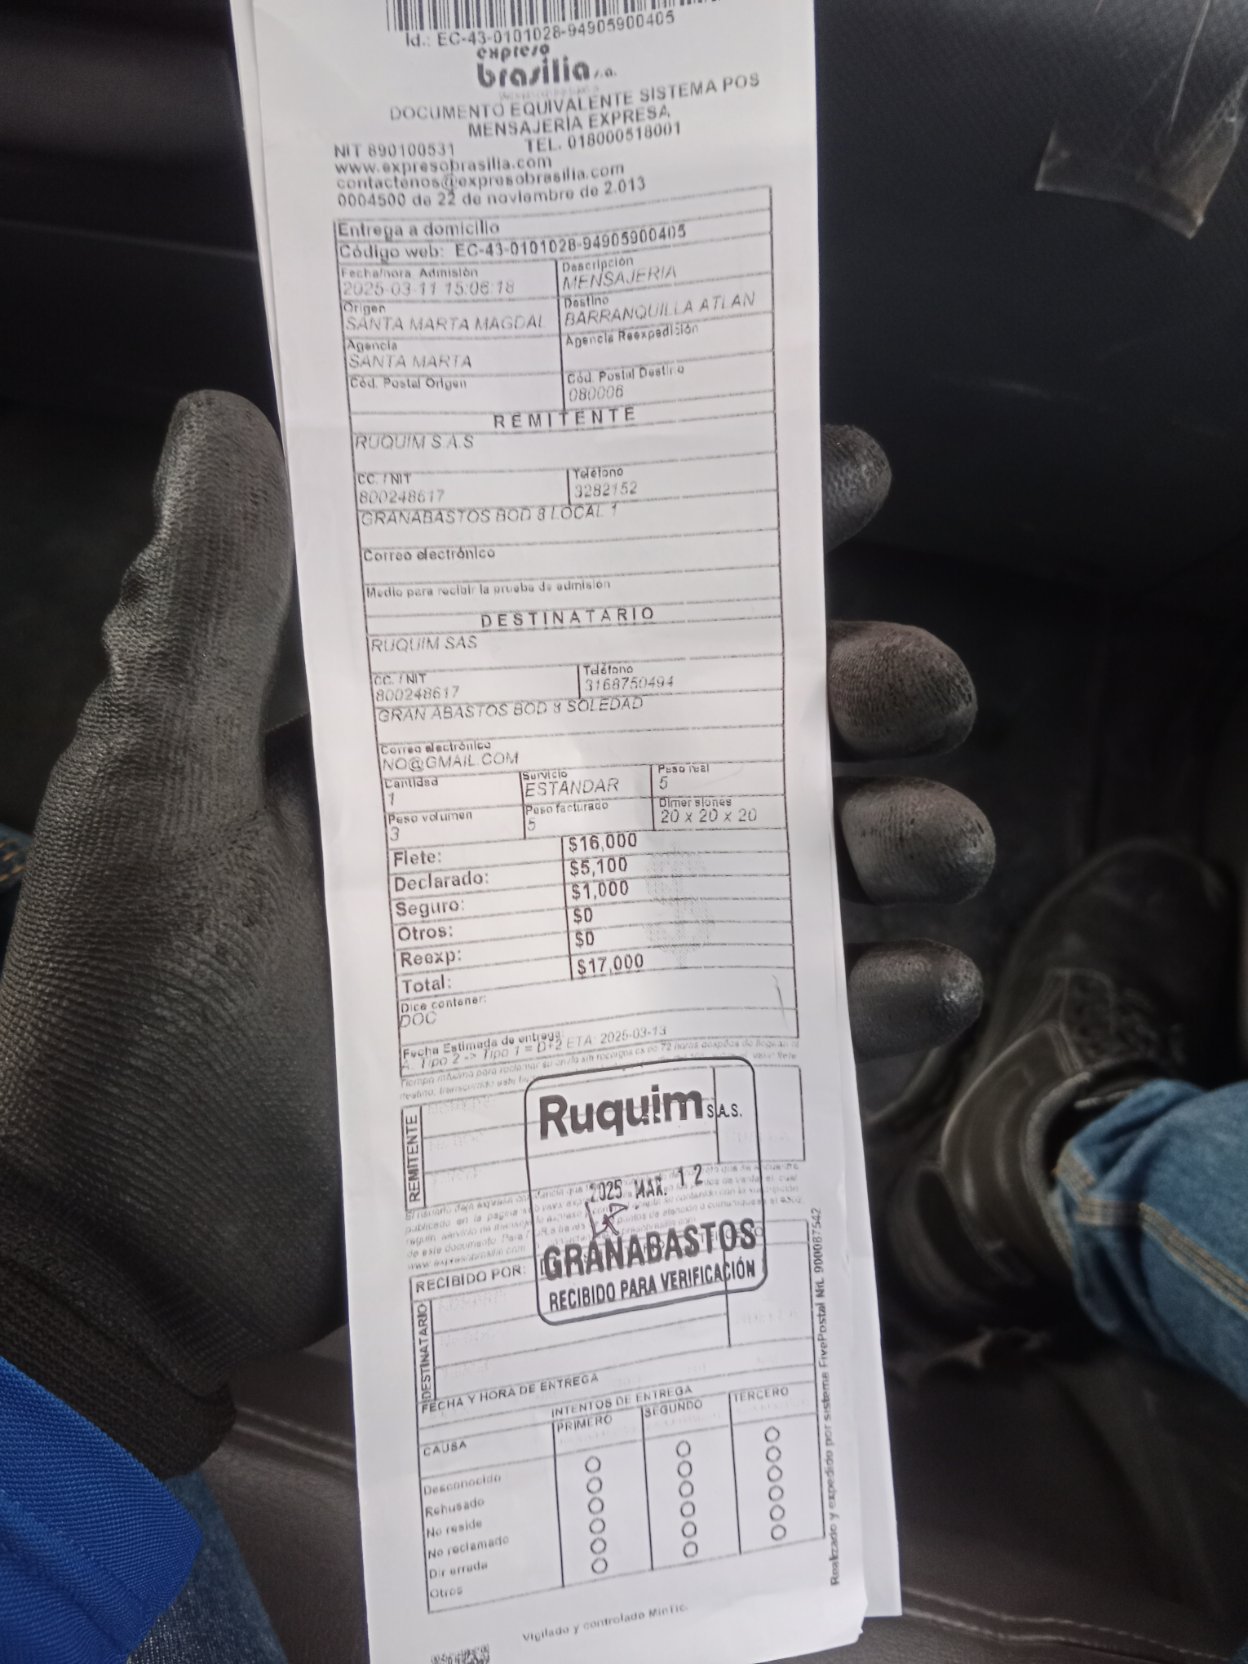 Id.: EC-43-0101028-94905900405
expreso
brasilia s.a.
DOCUMENTO EQUIVALENTE SISTEMA POS
MENSAJERIA EXPRESA
NIT 890100531 TEL. 018000518001
www.expresobrasilia.com
contactenos@expresobrasilia.com
0004500 de 22 de noviembre de 2.013
Entrega a domicilio
Código web: EC-43-0101028-94905900405
Fecha/hora Admisión Descripción
2025-03-11 15:06:18 MENSAJERIA
Origen Destino
SANTA MARTA MAGDAL BARRANQUILLA ATLAN
Agencia Agencia Reexpedición
SANTA MARTA
Cód. Postal Origen Cód. Postal Destino
080006
REMITENTE
RUQUIM S.A.S
CC. / NIT Teléfono
800248617 3282152
GRANABASTOS BOD 8 LOCAL 1
Correo electrónico
Medio para recibir la prueba de admision
DESTINATARIO
RUQUIM SAS
CC. / NIT Teléfono
800248617 3168750494
GRAN ABASTOS BOD 8 SOLEDAD
Correo electrónico
NO@GMAIL.COM
Cantidad Servicio Peso real
1 ESTANDAR 5
Peso volumen Peso facturado Dimensiones
3 5 20 x 20 x 20
Flete: $16,000
Declarado: $5,100
Seguro: $1,000
Otros: $0
Reexp: $0
Total: $17,000
Dice contener:
DOC
Fecha Estimada de entrega:
Tipo 2 -> Tipo 1 = D+2 ETA: 2025-03-13
REMITENTE
Ruquim S.A.S.
2025 MAR. 12
GRANABASTOS
RECIBIDO PARA VERIFICACIÓN
RECIBIDO POR:
DESTINATARIO
FECHA Y HORA DE ENTREGA
INTENTOS DE ENTREGA
CAUSA PRIMERO SEGUNDO TERCERO
Desconocido
Rehusado
No reside
No reclamado
Dir errada
Otros
Realizado y expedido por sistema FivePostal Nit. 900087542
Vigilado y controlado MinTic.